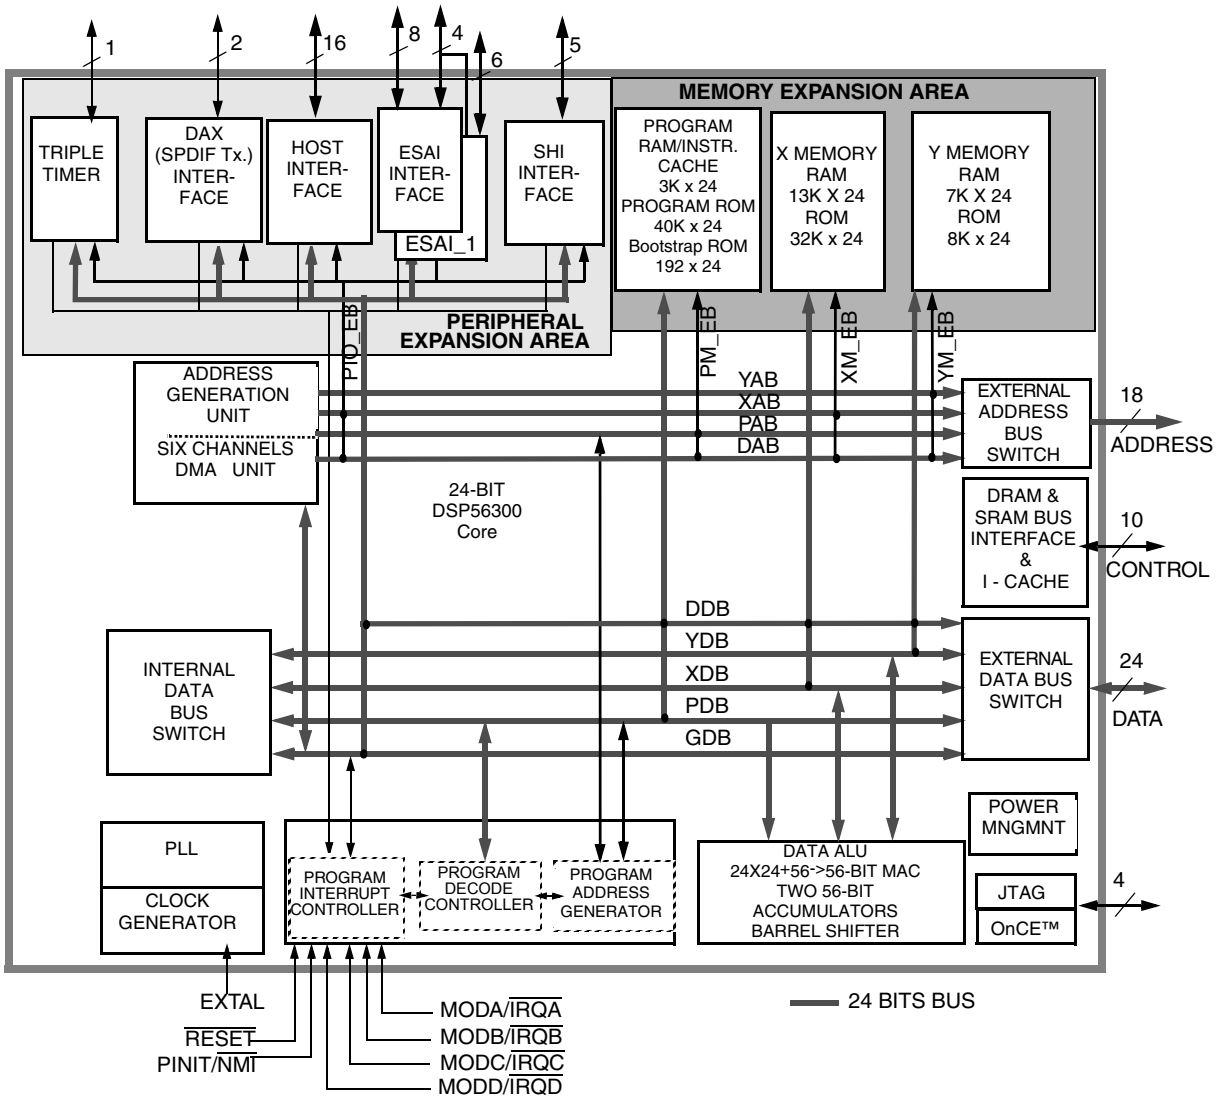 1
2
16
8
4
6
5
TRIPLE
TIMER
DAX
(SPDIF Tx.)
INTER-
FACE
HOST
INTER-
FACE
ESAI
INTER-
FACE
ESAI_1
SHI
INTER-
FACE
PERIPHERAL
EXPANSION AREA
MEMORY EXPANSION AREA
PROGRAM
RAM/INSTR.
CACHE
3K x 24
PROGRAM ROM
40K x 24
Bootstrap ROM
192 x 24
X MEMORY
RAM
13K X 24
ROM
32K x 24
Y MEMORY
RAM
7K X 24
ROM
8K x 24
PIO_EB
PM_EB
XM_EB
YM_EB
ADDRESS
GENERATION
UNIT
SIX CHANNELS
DMA UNIT
YAB
XAB
PAB
DAB
EXTERNAL
ADDRESS
BUS
SWITCH
18
ADDRESS
24-BIT
DSP56300
Core
DRAM &
SRAM BUS
INTERFACE
&
I - CACHE
10
CONTROL
INTERNAL
DATA
BUS
SWITCH
DDB
YDB
XDB
PDB
GDB
EXTERNAL
DATA BUS
SWITCH
24
DATA
PLL
CLOCK
GENERATOR
PROGRAM
INTERRUPT
CONTROLLER
PROGRAM
DECODE
CONTROLLER
PROGRAM
ADDRESS
GENERATOR
DATA ALU
24X24+56->56-BIT MAC
TWO 56-BIT
ACCUMULATORS
BARREL SHIFTER
POWER
MNGMNT
JTAG
OnCE™
4
EXTAL
RESET
PINIT/NMI
MODA/IRQA
MODB/IRQB
MODC/IRQC
MODD/IRQD
24 BITS BUS